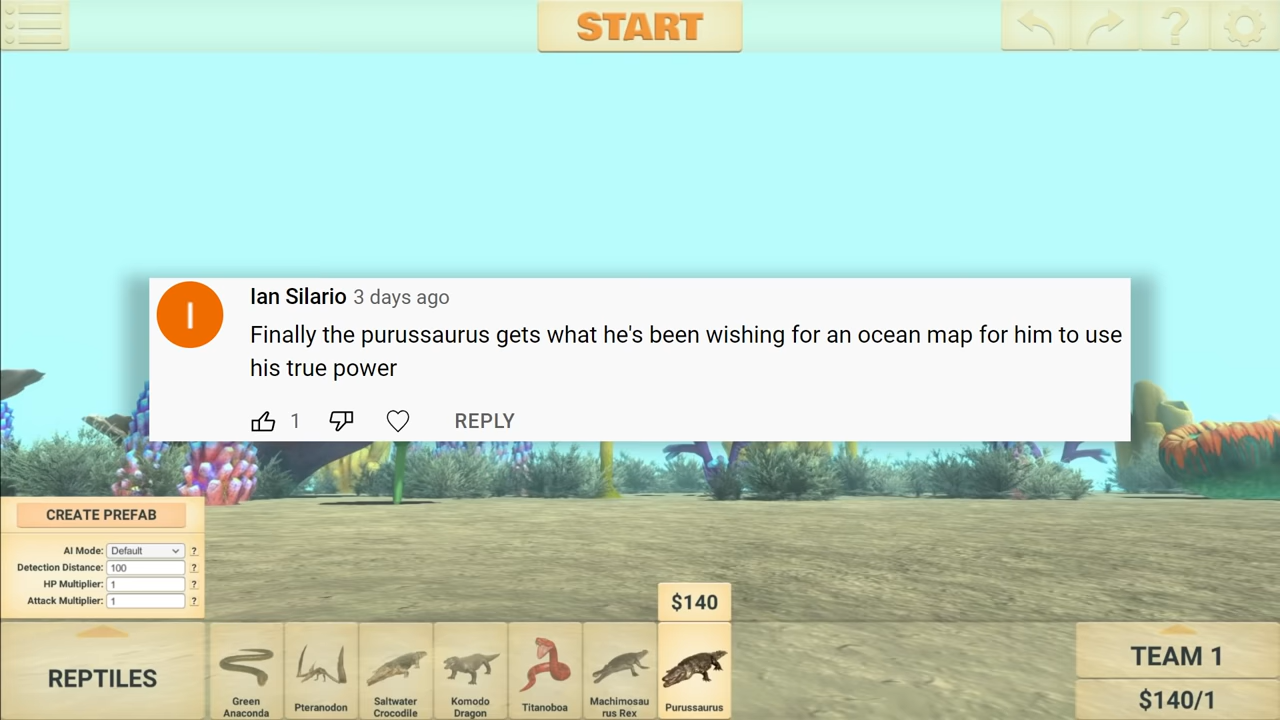 START
?
I
Ian Silario 3 days ago
Finally the purussaurus gets what he's been wishing for an ocean map for him to use
his true power
1
REPLY
CREATE PREFAB
AI Mode: Default ?
Detection Distance: 100 ?
HP Multiplier: 1 ?
Attack Multiplier: 1 ?
$140
REPTILES
Green
Anaconda
Pteranodon
Saltwater
Crocodile
Komodo
Dragon
Titanoboa
Machimosau
rus Rex
Purussaurus
TEAM 1
$140/1